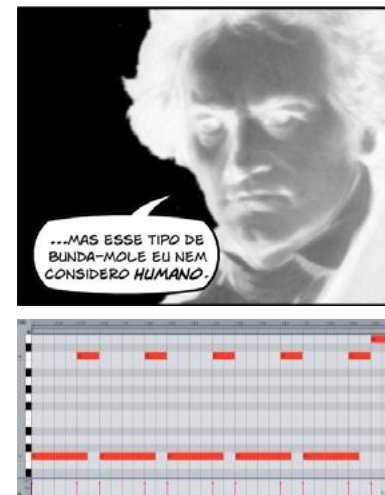 ...MAS ESSE TIPO DE
BUNDA-MOLE EU NEM
CONSIDERO HUMANO.